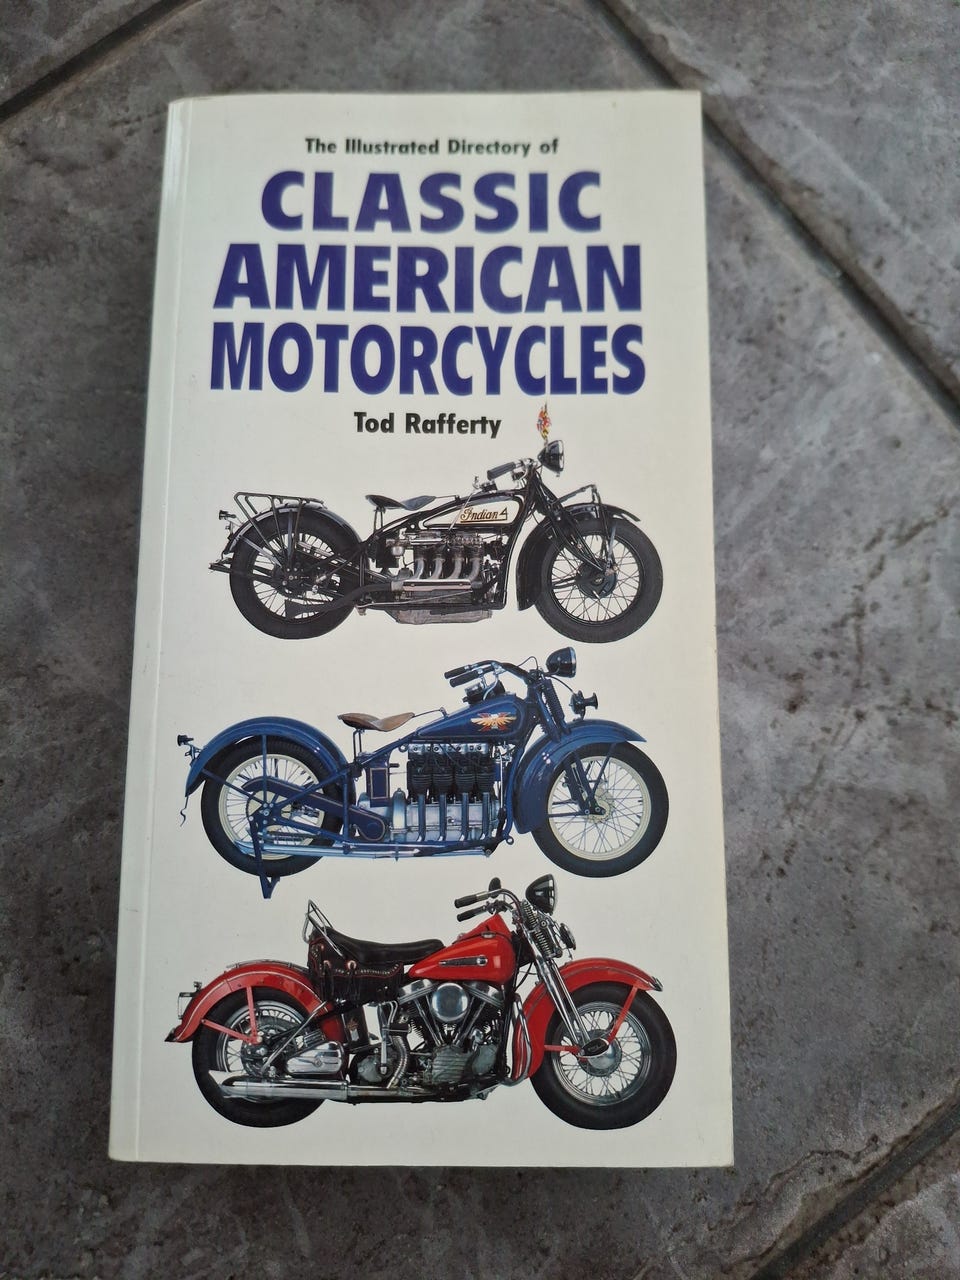 The Illustrated Directory of
CLASSIC
AMERICAN
MOTORCYCLES
Tod Rafferty
Indian 4